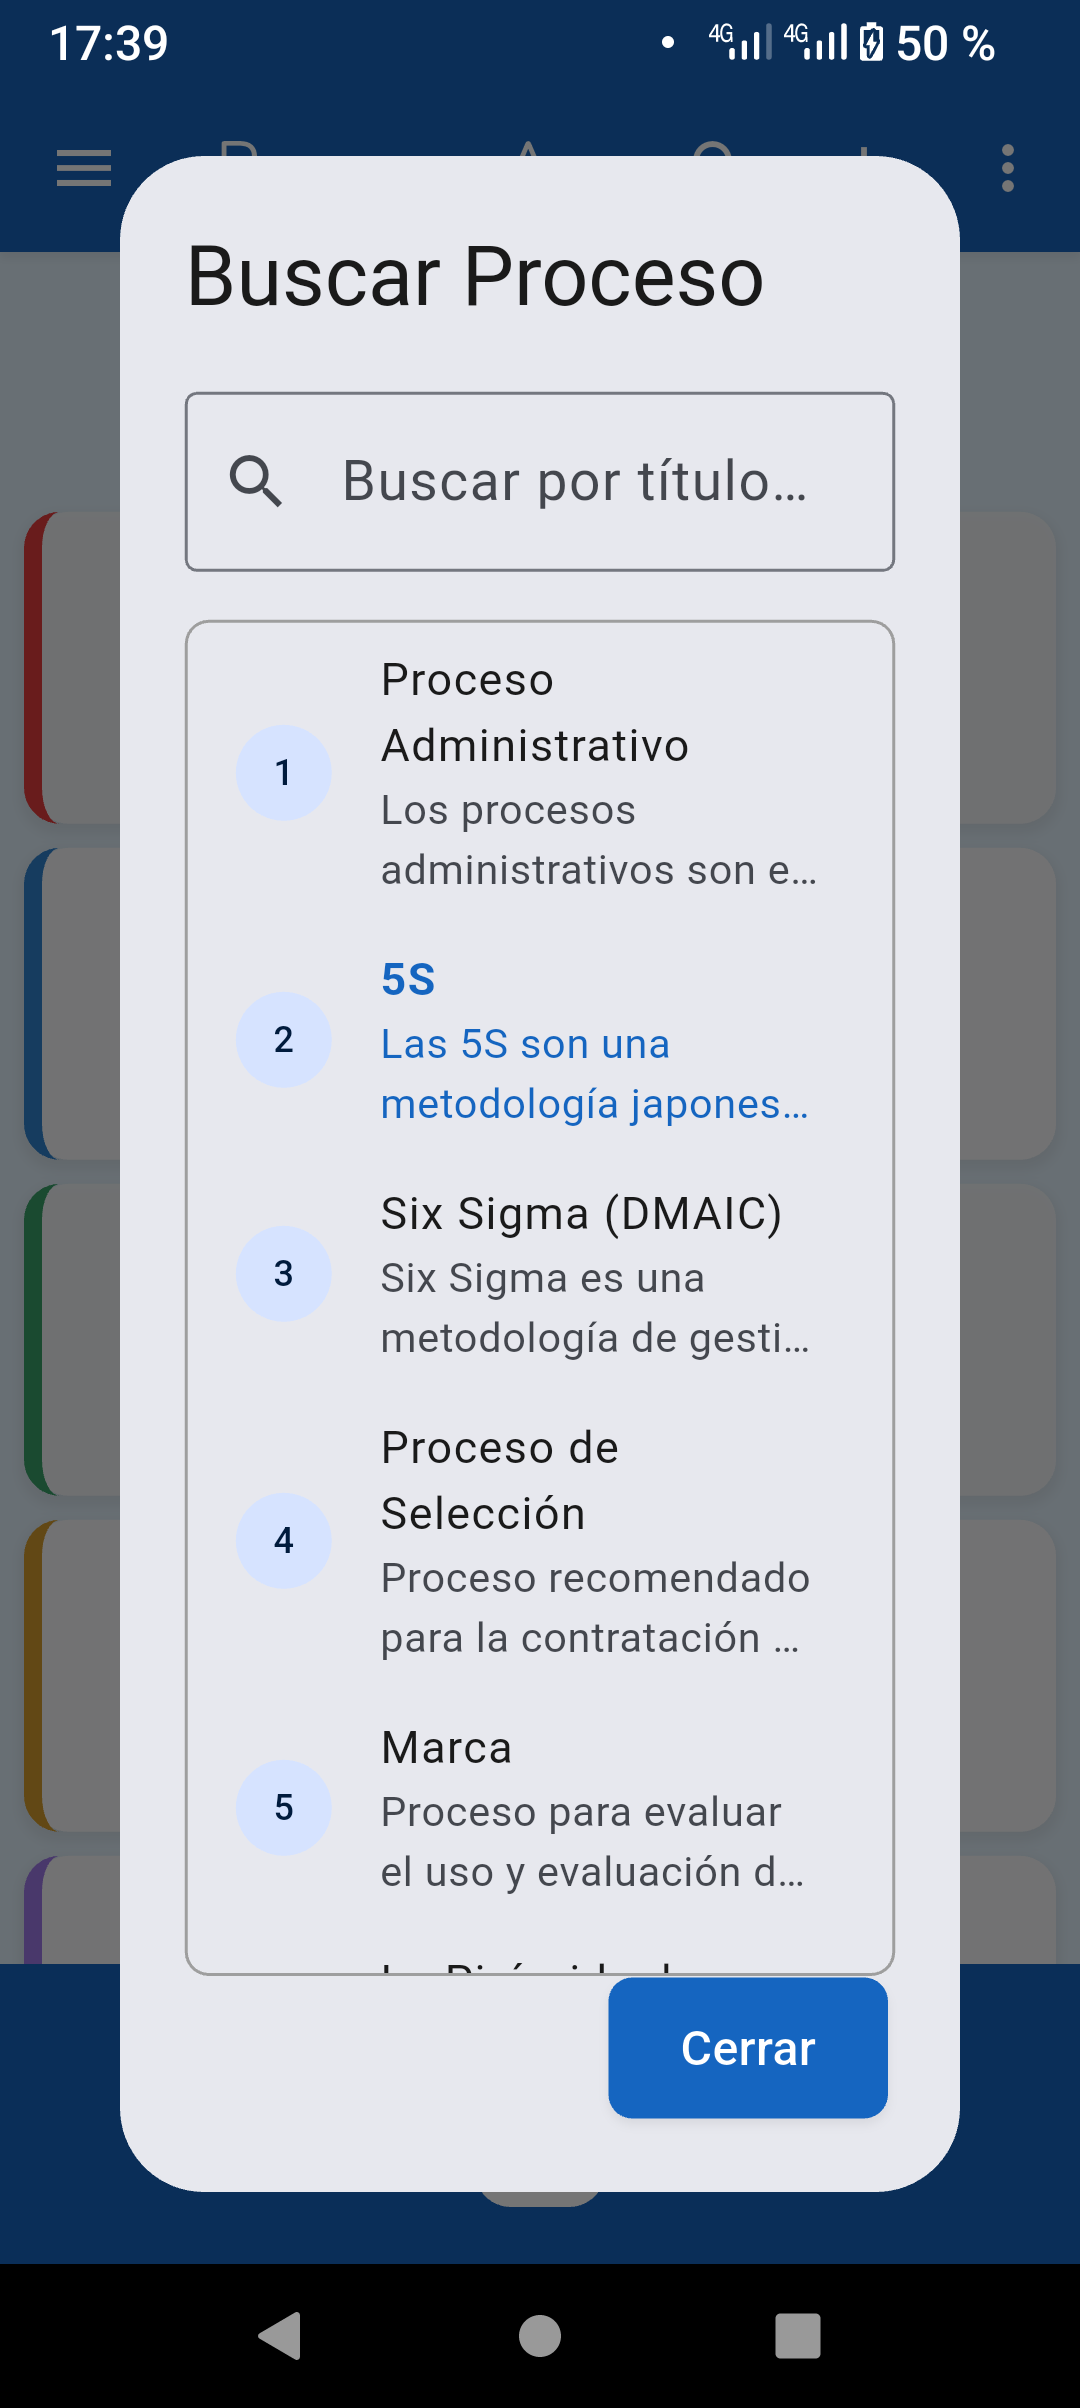 17:39
4G 4G 50 %
Buscar Proceso
Buscar por título...
Proceso
Administrativo
1
Los procesos
administrativos son e...
5S
2
Las 5S son una
metodología japones...
Six Sigma (DMAIC)
3
Six Sigma es una
metodología de gesti...
Proceso de
Selección
4
Proceso recomendado
para la contratación ...
Marca
5
Proceso para evaluar
el uso y evaluación d...
Cerrar